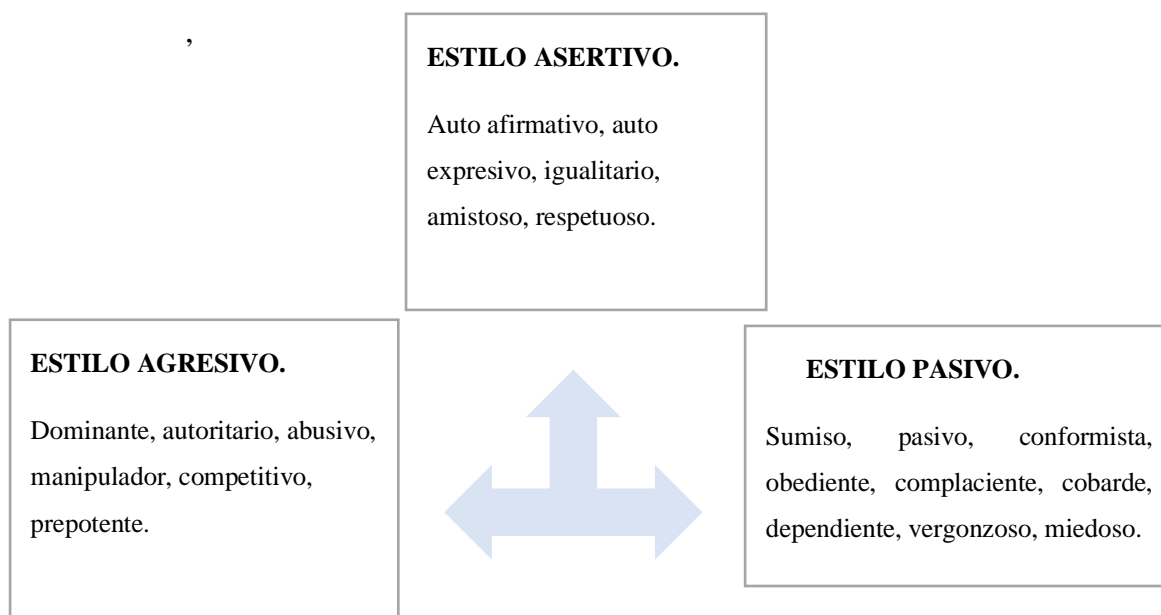 ,
ESTILO ASERTIVO.
Auto afirmativo, auto
expresivo, igualitario,
amistoso, respetuoso.
ESTILO AGRESIVO.
Dominante, autoritario, abusivo,
manipulador, competitivo,
prepotente.
ESTILO PASIVO.
Sumiso, pasivo, conformista,
obediente, complaciente, cobarde,
dependiente, vergonzoso, miedoso.